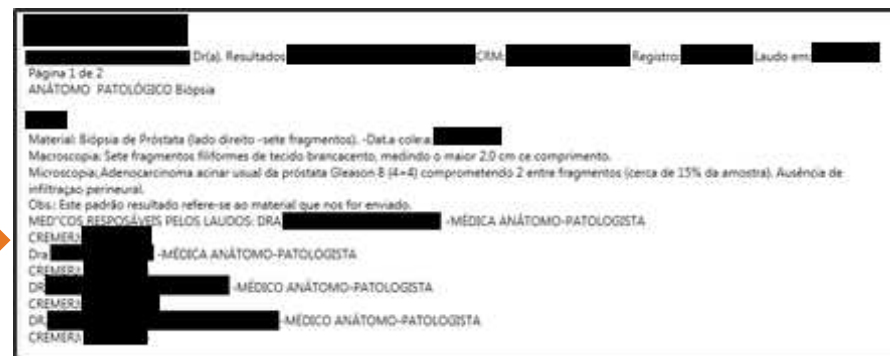 Dr(a). Resultados CRM: Registro: Laudo em:
Página 1 de 2
ANÁTOMO PATOLÓGICO Biópsia
Material: Biópsia de Próstata (lado direito -sete fragmentos). -Dat.a colera:
Macroscopia: Sete fragmentos filiformes de tecido brancacento, medindo o maior 2,0 cm ce comprimento.
Microscopia;Adenocarcinoma acinar usual da próstata Gleason 8 (4+4) comprometendo 2 entre fragmentos (cerca de 15% da amostra). Ausência de
infiltraçao perineural.
Obs.: Este padrão resultado refere-se ao material que nos for enviado.
MED"COS RESPOSÁVEIS PELOS LAUDOS: DRA -MÉDICA ANÁTOMO-PATOLOGISTA
CREMERJ:
Dra -MÉDICA ANÁTOMO-PATOLOGISTA
CREMERJ:
DR -MÉDICO ANÁTOMO-PATOLOGISTA
CREMERJ:
DR. -MÉDICO ANÁTOMO-PATOLOGISTA
CREMERJ: